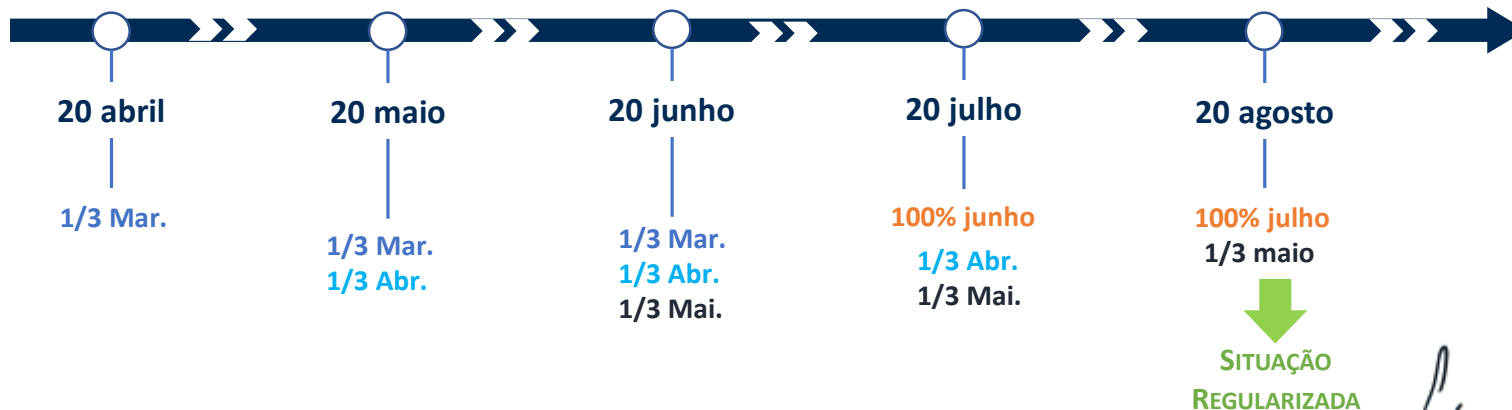 20 abril
1/3 Mar.
20 maio
1/3 Mar.
1/3 Abr.
20 junho
1/3 Mar.
1/3 Abr.
1/3 Mai.
20 julho
100% junho
1/3 Abr.
1/3 Mai.
20 agosto
100% julho
1/3 maio
SITUAÇÃO
REGULARIZADA